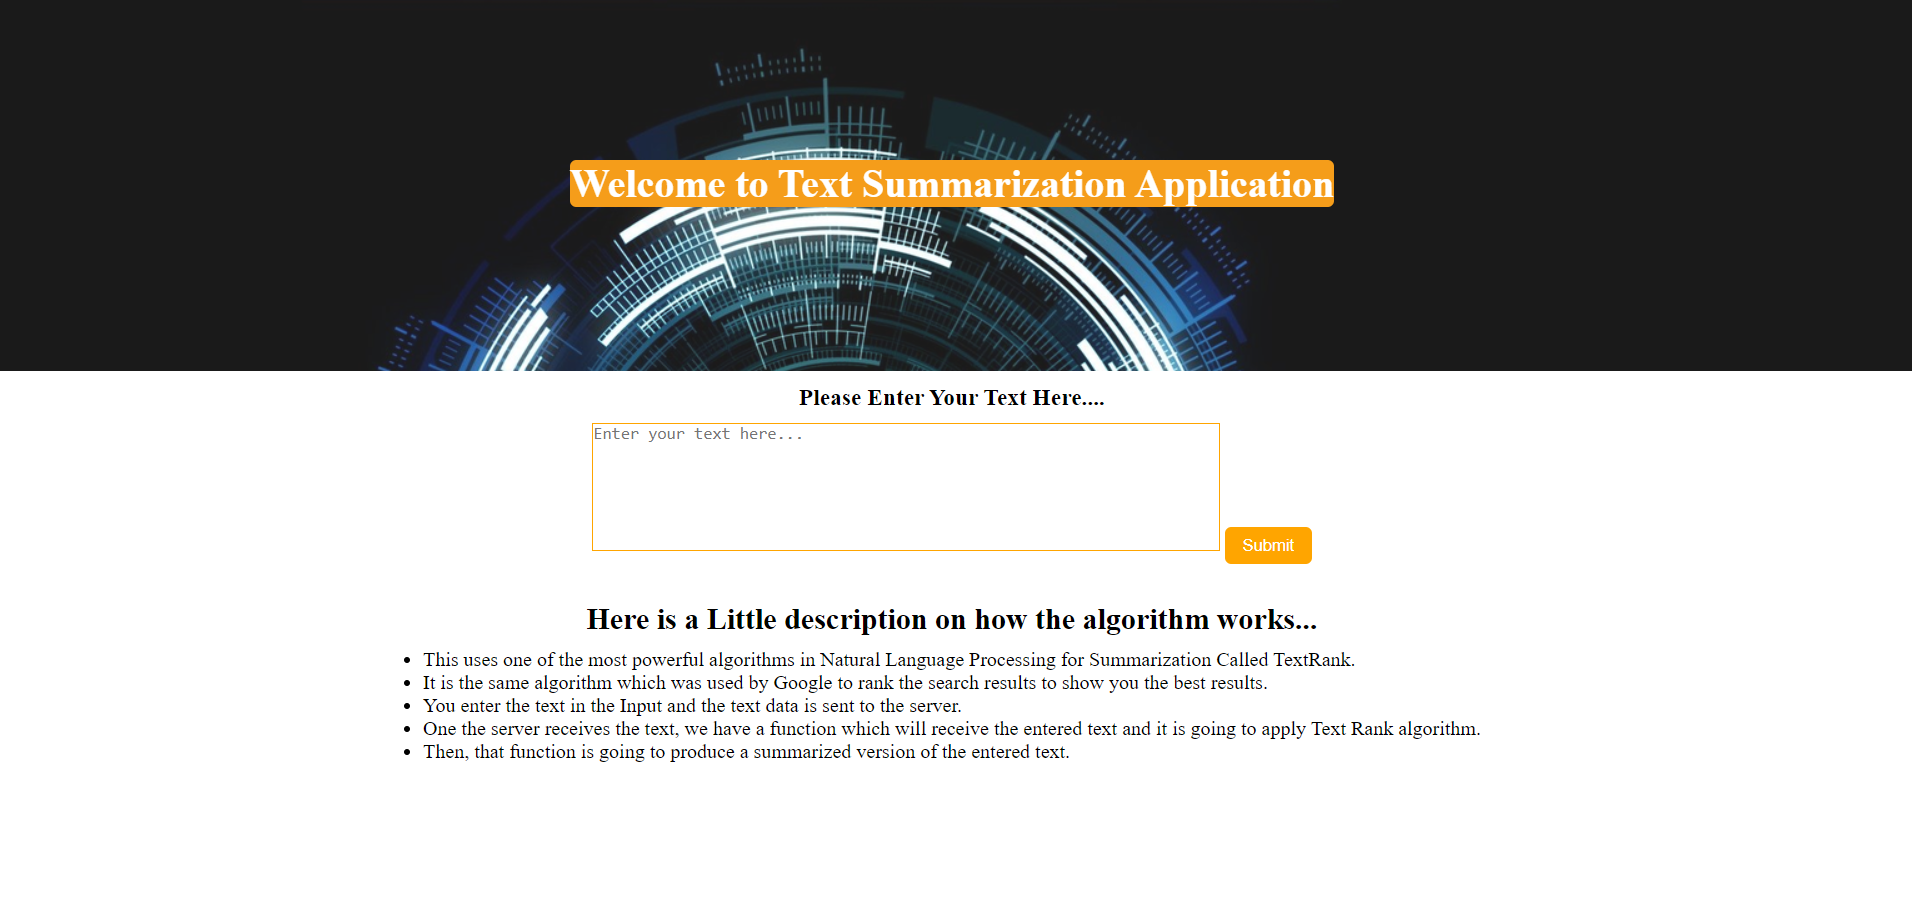 Welcome to Text Summarization Application
Please Enter Your Text Here....
Enter your text here...
Submit
Here is a Little description on how the algorithm works...
This uses one of the most powerful algorithms in Natural Language Processing for Summarization Called TextRank.
It is the same algorithm which was used by Google to rank the search results to show you the best results.
You enter the text in the Input and the text data is sent to the server.
One the server receives the text, we have a function which will receive the entered text and it is going to apply Text Rank algorithm.
Then, that function is going to produce a summarized version of the entered text.